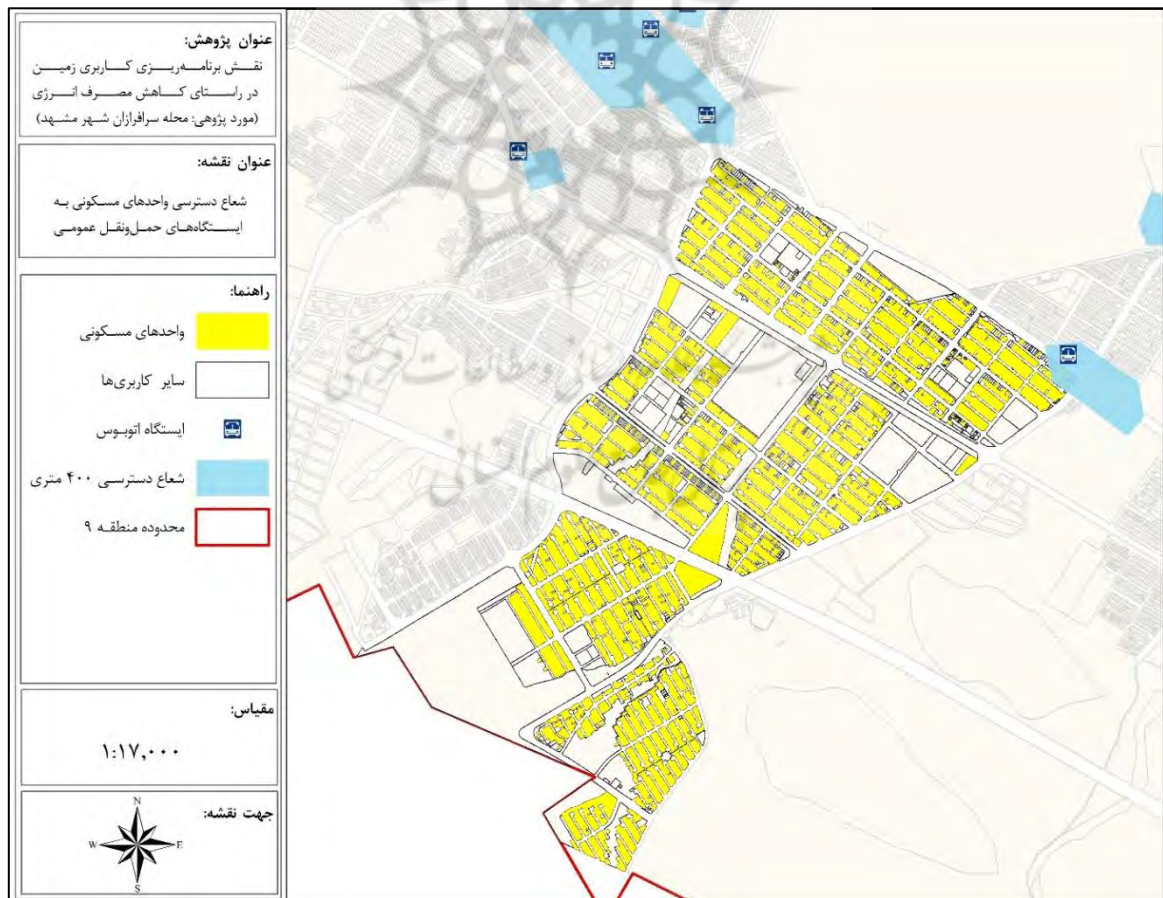 عنوان پژوهش:
نقش برنامه‌ریزی کاربری زمین
در راستای کاهش مصرف انرژی
(مورد پژوهی: محله سرافرازان شهر مشهد)
عنوان نقشه:
شعاع دسترسی واحدهای مسکونی به
ایستگاه‌های حمل‌ونقل عمومی
راهنما:
واحدهای مسکونی
سایر کاربری‌ها
ایستگاه اتوبوس
شعاع دسترسی ۴۰۰ متری
محدوده منطقه ۹
مقیاس:
۱:۱۷,۰۰۰
جهت نقشه:
N
W E
S